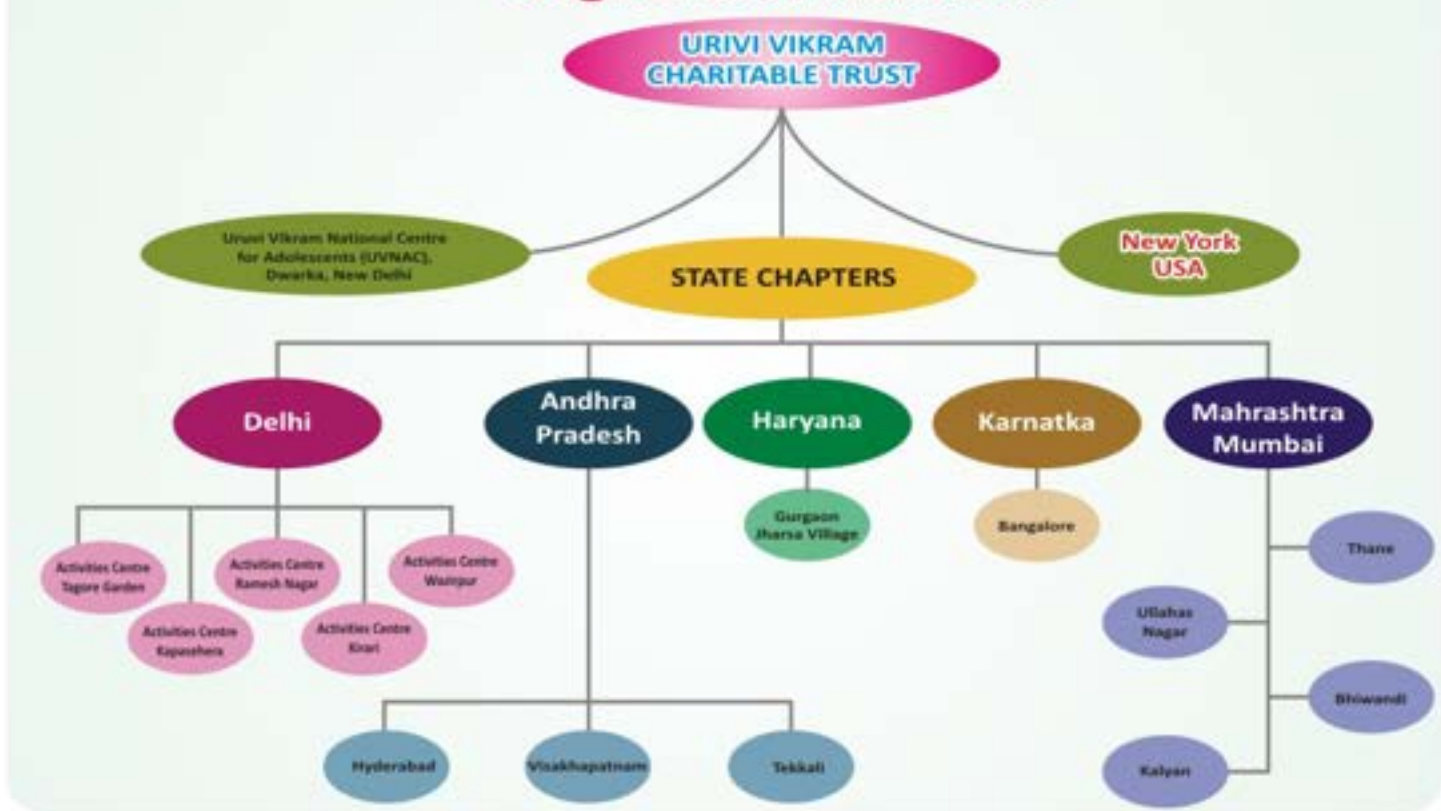 URIVI VIKRAM
CHARITABLE TRUST
Uruvi Vikram National Centre
for Adolescents (UVNAC),
Dwarka, New Delhi
STATE CHAPTERS
New York
USA
Delhi
Andhra
Pradesh
Haryana
Karnatka
Mahrashtra
Mumbai
Activities Centre
Tagore Garden
Activities Centre
Kapasehera
Activities Centre
Ramesh Nagar
Activities Centre
Kirari
Activities Centre
Wazirpur
Gurgaon
Jharsa Village
Bangalore
Thane
Ullahas
Nagar
Bhiwandi
Kalyan
Hyderabad
Visakhapatnam
Tekkali